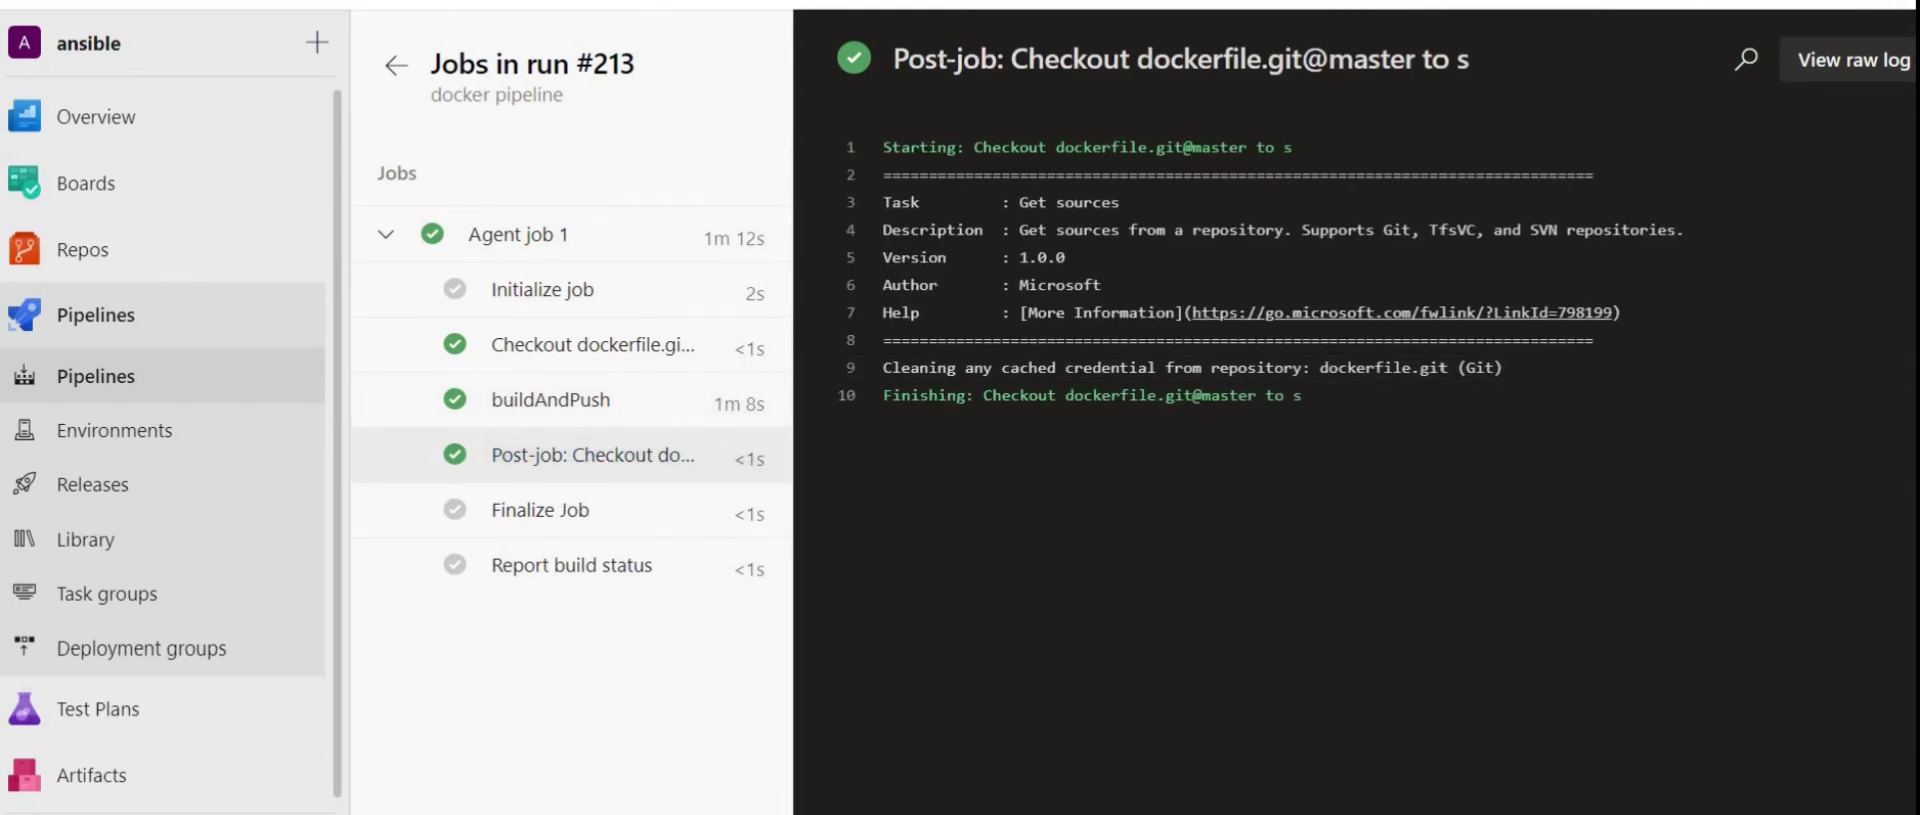 A ansible
Overview
Boards
Repos
Pipelines
Pipelines
Environments
Releases
Library
Task groups
Deployment groups
Test Plans
Artifacts
Jobs in run #213
docker pipeline
Jobs
Agent job 1 1m 12s
Initialize job 2s
Checkout dockerfile.gi... <1s
buildAndPush 1m 8s
Post-job: Checkout do... <1s
Finalize Job <1s
Report build status <1s
Post-job: Checkout dockerfile.git@master to s
View raw log
1 Starting: Checkout dockerfile.git@master to s
2 ==============================================================================
3 Task : Get sources
4 Description : Get sources from a repository. Supports Git, TfsVC, and SVN repositories.
5 Version : 1.0.0
6 Author : Microsoft
7 Help : [More Information](https://go.microsoft.com/fwlink/?LinkId=798199)
8 ==============================================================================
9 Cleaning any cached credential from repository: dockerfile.git (Git)
10 Finishing: Checkout dockerfile.git@master to s